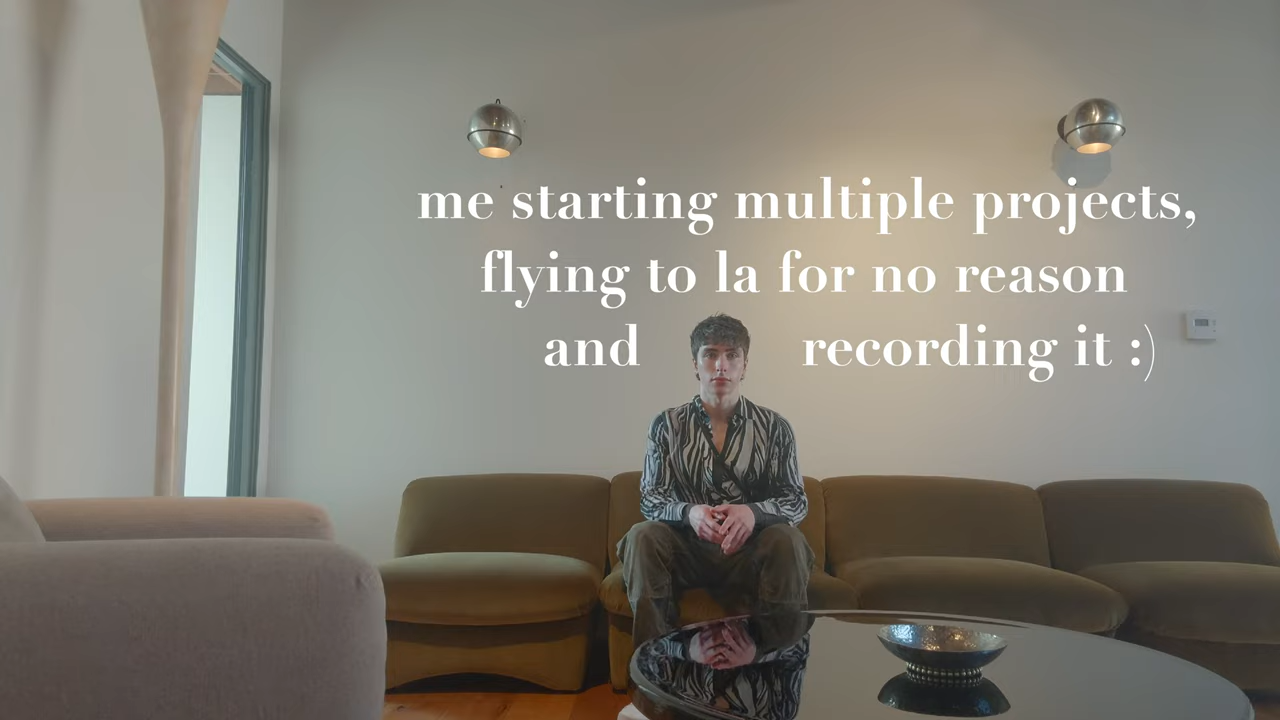 me starting multiple projects,
flying to la for no reason
and recording it :)